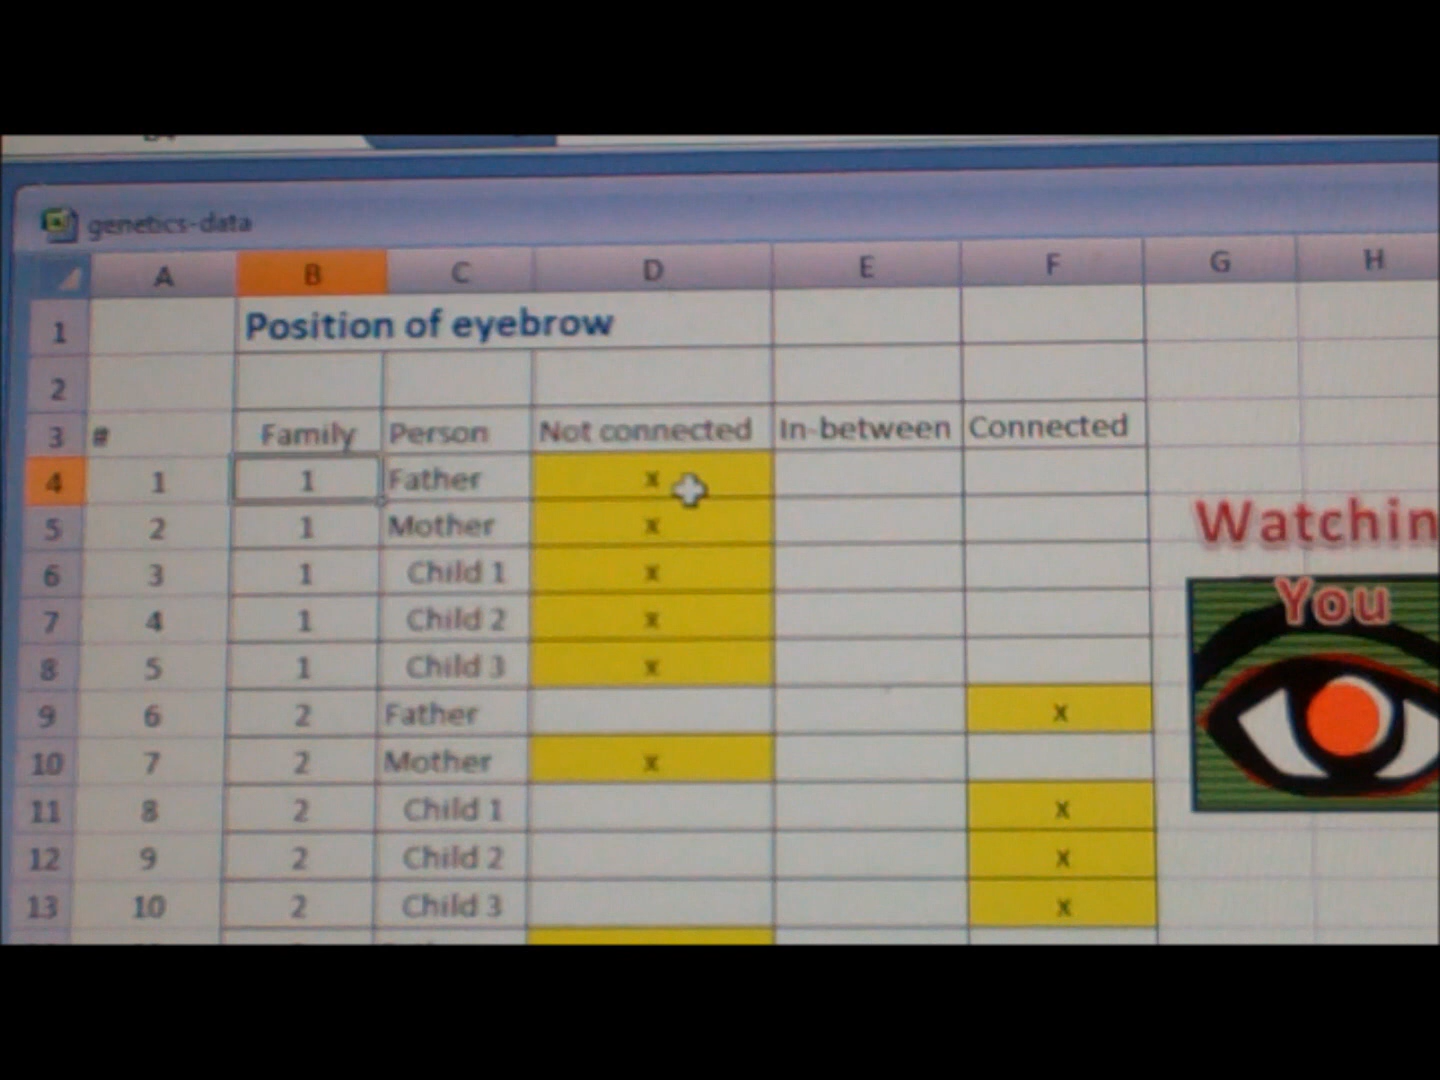 genetics-data
A B C D E F G H
1 Position of eyebrow
2
3 # Family Person Not connected In-between Connected
4 1 1 Father x
5 2 1 Mother x
6 3 1 Child 1 x
7 4 1 Child 2 x
8 5 1 Child 3 x
9 6 2 Father x
10 7 2 Mother x
11 8 2 Child 1 x
12 9 2 Child 2 x
13 10 2 Child 3 x
Watchin
You